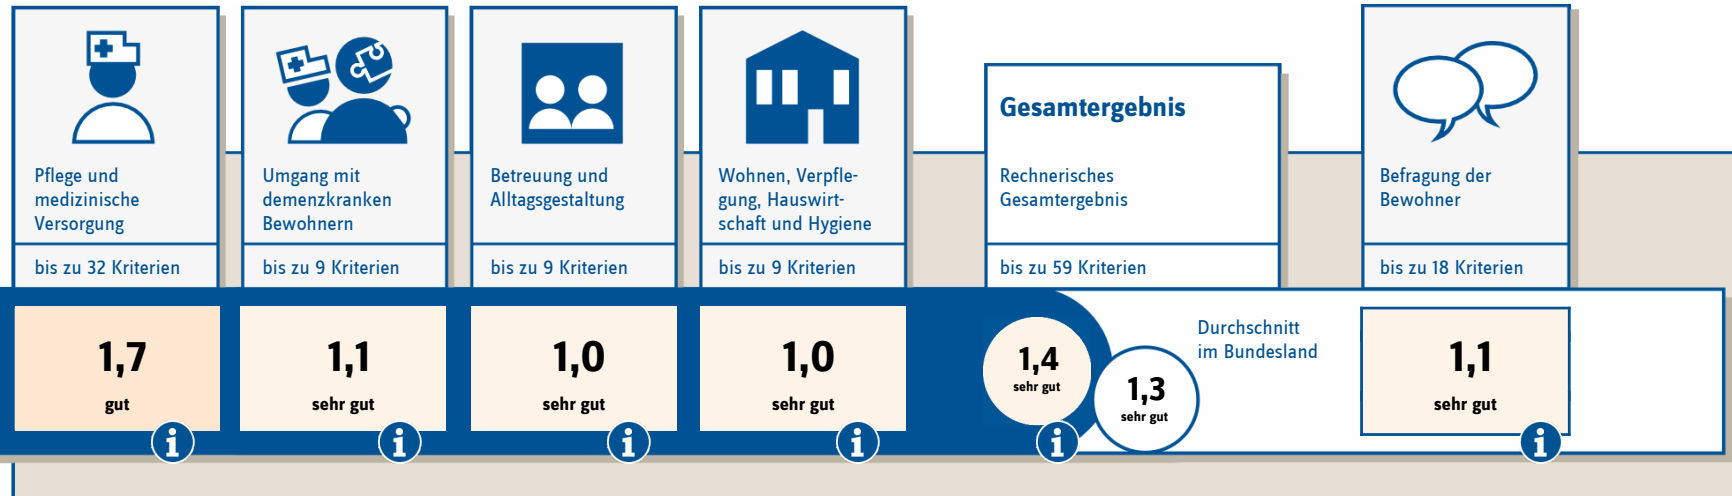 Pflege und
medizinische
Versorgung
bis zu 32 Kriterien
1,7
gut
i
Umgang mit
demenzkranken
Bewohnern
bis zu 9 Kriterien
1,1
sehr gut
i
Betreuung und
Alltagsgestaltung
bis zu 9 Kriterien
1,0
sehr gut
i
Wohnen, Verpfle-
gung, Hauswirt-
schaft und Hygiene
bis zu 9 Kriterien
1,0
sehr gut
i
Gesamtergebnis
Rechnerisches
Gesamtergebnis
bis zu 59 Kriterien
1,4
sehr gut
i
Durchschnitt
im Bundesland
1,3
sehr gut
Befragung der
Bewohner
bis zu 18 Kriterien
1,1
sehr gut
i